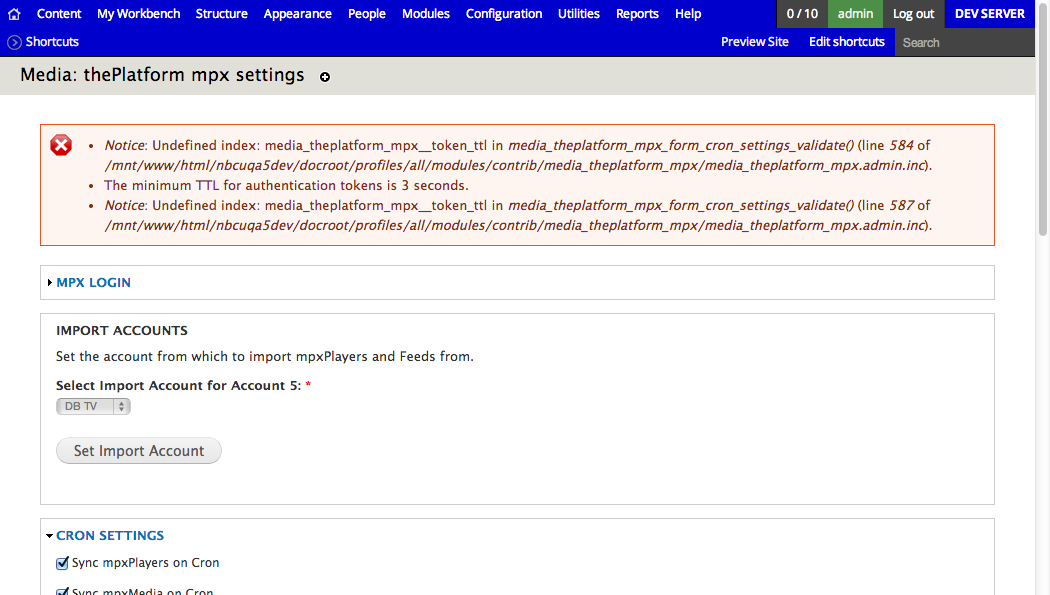 Content My Workbench Structure Appearance People Modules Configuration Utilities Reports Help 0 / 10 admin Log out DEV SERVER
Shortcuts Preview Site Edit shortcuts Search
Media: thePlatform mpx settings
Notice: Undefined index: media_theplatform_mpx__token_ttl in media_theplatform_mpx_form_cron_settings_validate() (line 584 of
/mnt/www/html/nbcuqa5dev/docroot/profiles/all/modules/contrib/media_theplatform_mpx/media_theplatform_mpx.admin.inc).
The minimum TTL for authentication tokens is 3 seconds.
Notice: Undefined index: media_theplatform_mpx__token_ttl in media_theplatform_mpx_form_cron_settings_validate() (line 587 of
/mnt/www/html/nbcuqa5dev/docroot/profiles/all/modules/contrib/media_theplatform_mpx/media_theplatform_mpx.admin.inc).
MPX LOGIN
IMPORT ACCOUNTS
Set the account from which to import mpxPlayers and Feeds from.
Select Import Account for Account 5: *
DB TV
Set Import Account
CRON SETTINGS
Sync mpxPlayers on Cron
Sync mpxMedia on Cron